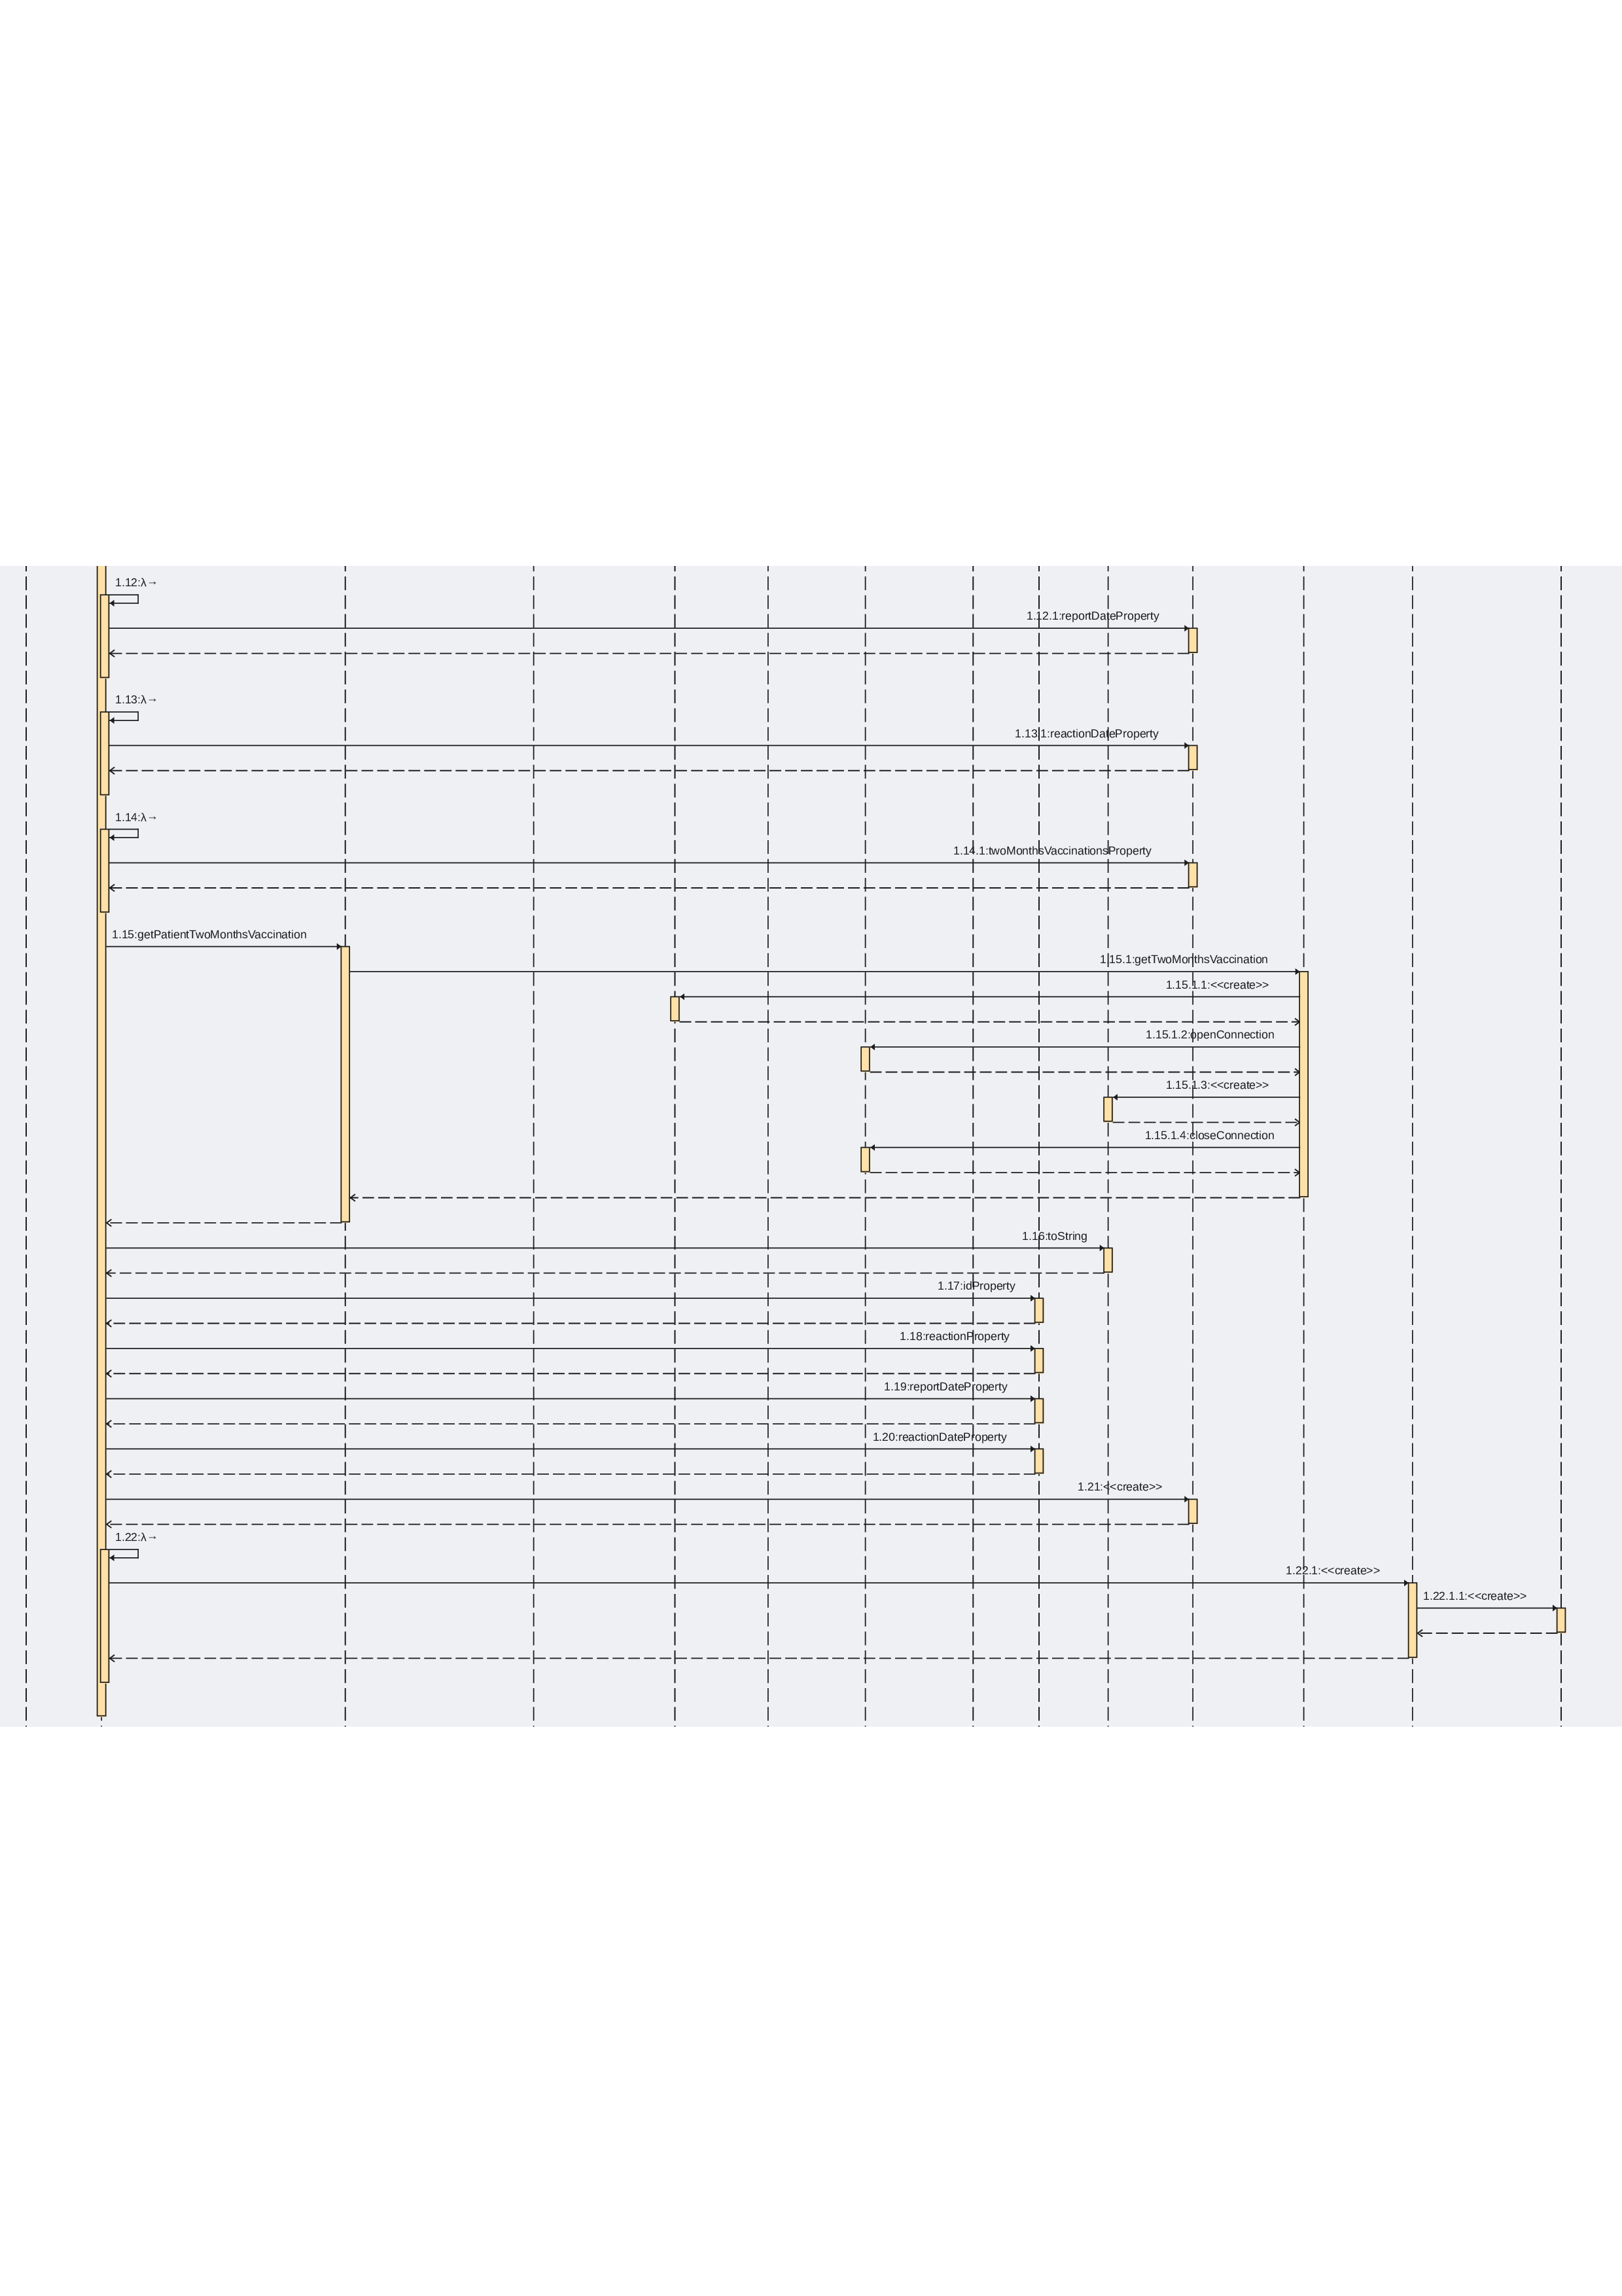 1.12:λ→
1.12.1:reportDateProperty
1.13:λ→
1.13.1:reactionDateProperty
1.14:λ→
1.14.1:twoMonthsVaccinationsProperty
1.15:getPatientTwoMonthsVaccination
1.15.1:getTwoMonthsVaccination
1.15.1.1:<<create>>
1.15.1.2:openConnection
1.15.1.3:<<create>>
1.15.1.4:closeConnection
1.16:toString
1.17:idProperty
1.18:reactionProperty
1.19:reportDateProperty
1.20:reactionDateProperty
1.21:<<create>>
1.22:λ→
1.22.1:<<create>>
1.22.1.1:<<create>>